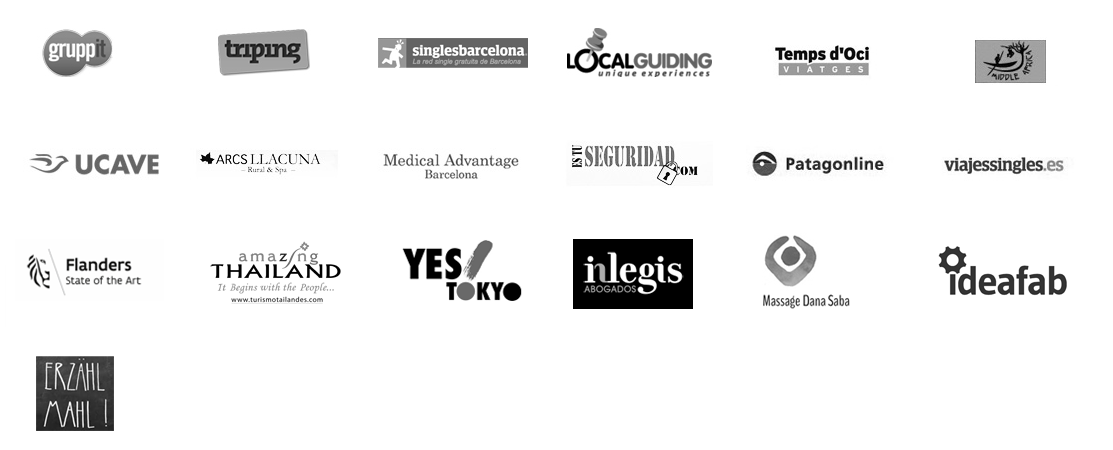 gruppit
triping
singlesbarcelona.
La red single gratuita de Barcelona
LOCALGUIDING
unique experiences
Temps d'Oci
VIATGES
MIDDLE AFRICA
UCAVE
ARCS LLACUNA
– Rural & Spa –
Medical Advantage
Barcelona
ES TU SEGURIDAD
.COM
Patagonline
viajessingles.es
Flanders
State of the Art
amazing
THAILAND
It Begins with the People...
www.turismotailandes.com
YES!
TOKYO
inlegis
ABOGADOS
Massage Dana Saba
ideafab
ERZÄHL
MAHL !